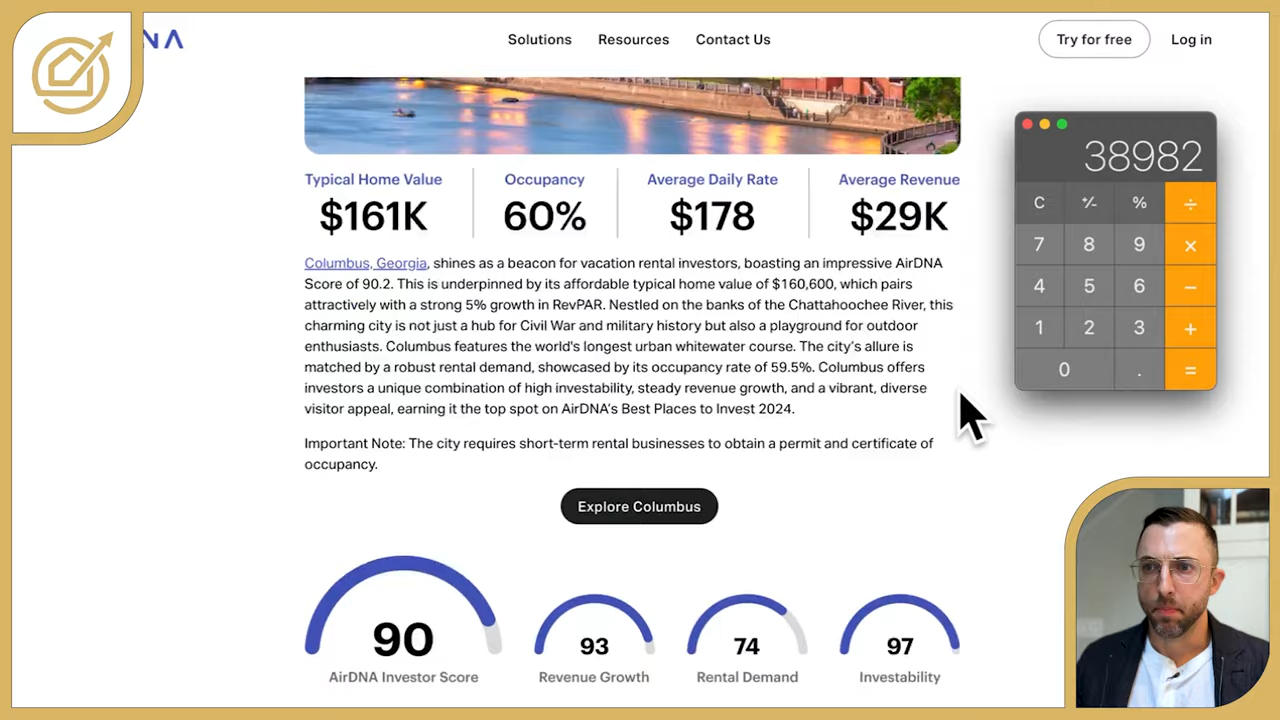 NA
Solutions
Resources
Contact Us
Try for free
Log in
38982
C
+/-
%
÷
7
8
9
×
4
5
6
−
1
2
3
+
0
.
=
Typical Home Value
$161K
Occupancy
60%
Average Daily Rate
$178
Average Revenue
$29K
Columbus, Georgia, shines as a beacon for vacation rental investors, boasting an impressive AirDNA
Score of 90.2. This is underpinned by its affordable typical home value of $160,600, which pairs
attractively with a strong 5% growth in RevPAR. Nestled on the banks of the Chattahoochee River, this
charming city is not just a hub for Civil War and military history but also a playground for outdoor
enthusiasts. Columbus features the world's longest urban whitewater course. The city’s allure is
matched by a robust rental demand, showcased by its occupancy rate of 59.5%. Columbus offers
investors a unique combination of high investability, steady revenue growth, and a vibrant, diverse
visitor appeal, earning it the top spot on AirDNA’s Best Places to Invest 2024.
Important Note: The city requires short-term rental businesses to obtain a permit and certificate of
occupancy.
Explore Columbus
90
AirDNA Investor Score
93
Revenue Growth
74
Rental Demand
97
Investability